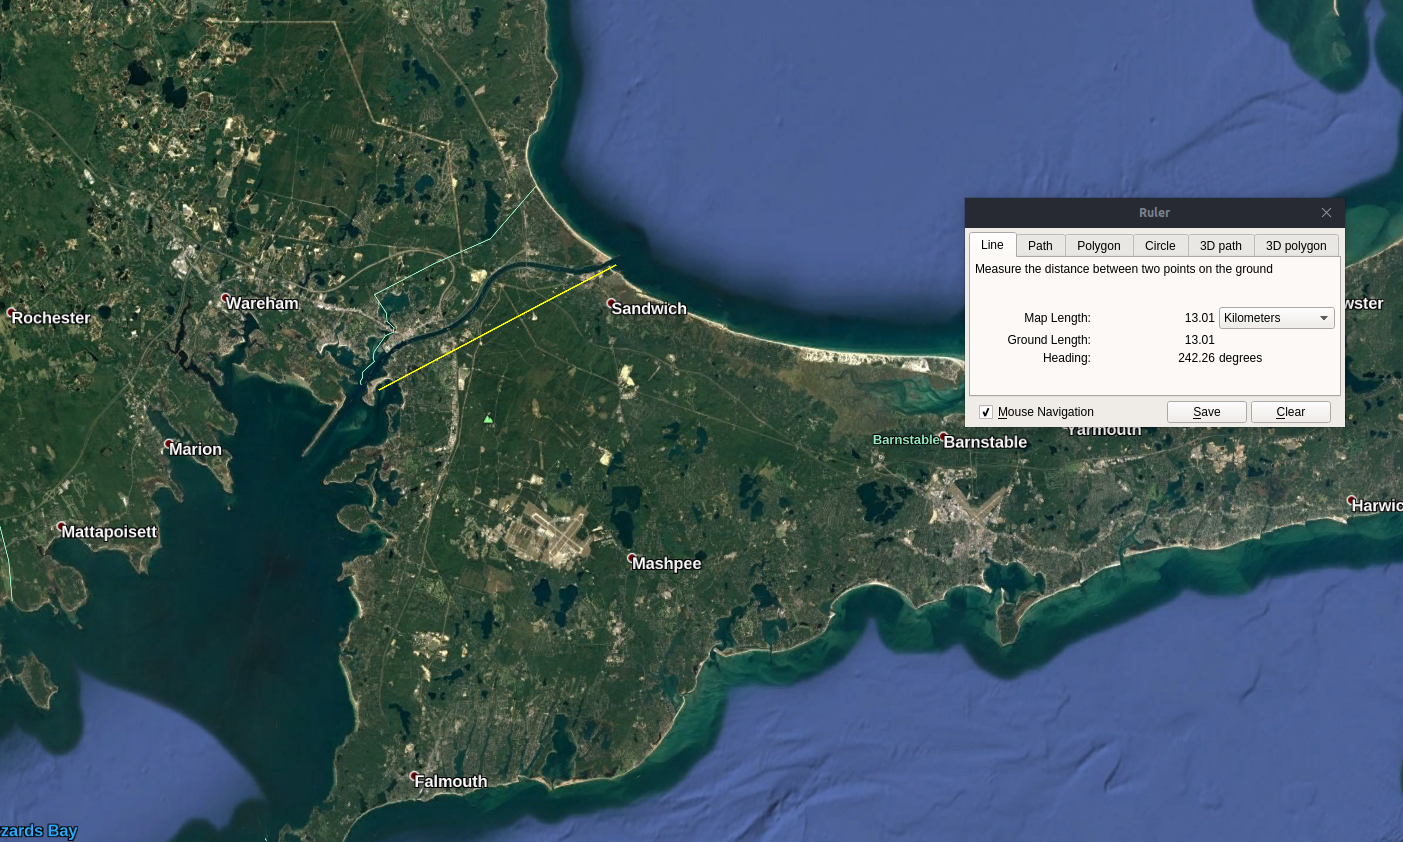 Ruler
Line Path Polygon Circle 3D path 3D polygon
Measure the distance between two points on the ground
Map Length: 13.01 Kilometers
Ground Length: 13.01
Heading: 242.26 degrees
Mouse Navigation Save Clear
Wareham
Rochester
Sandwich
wster
Yarmouth
Barnstable
Barnstable
Marion
Harwic
Mattapoisett
Mashpee
Falmouth
zards Bay